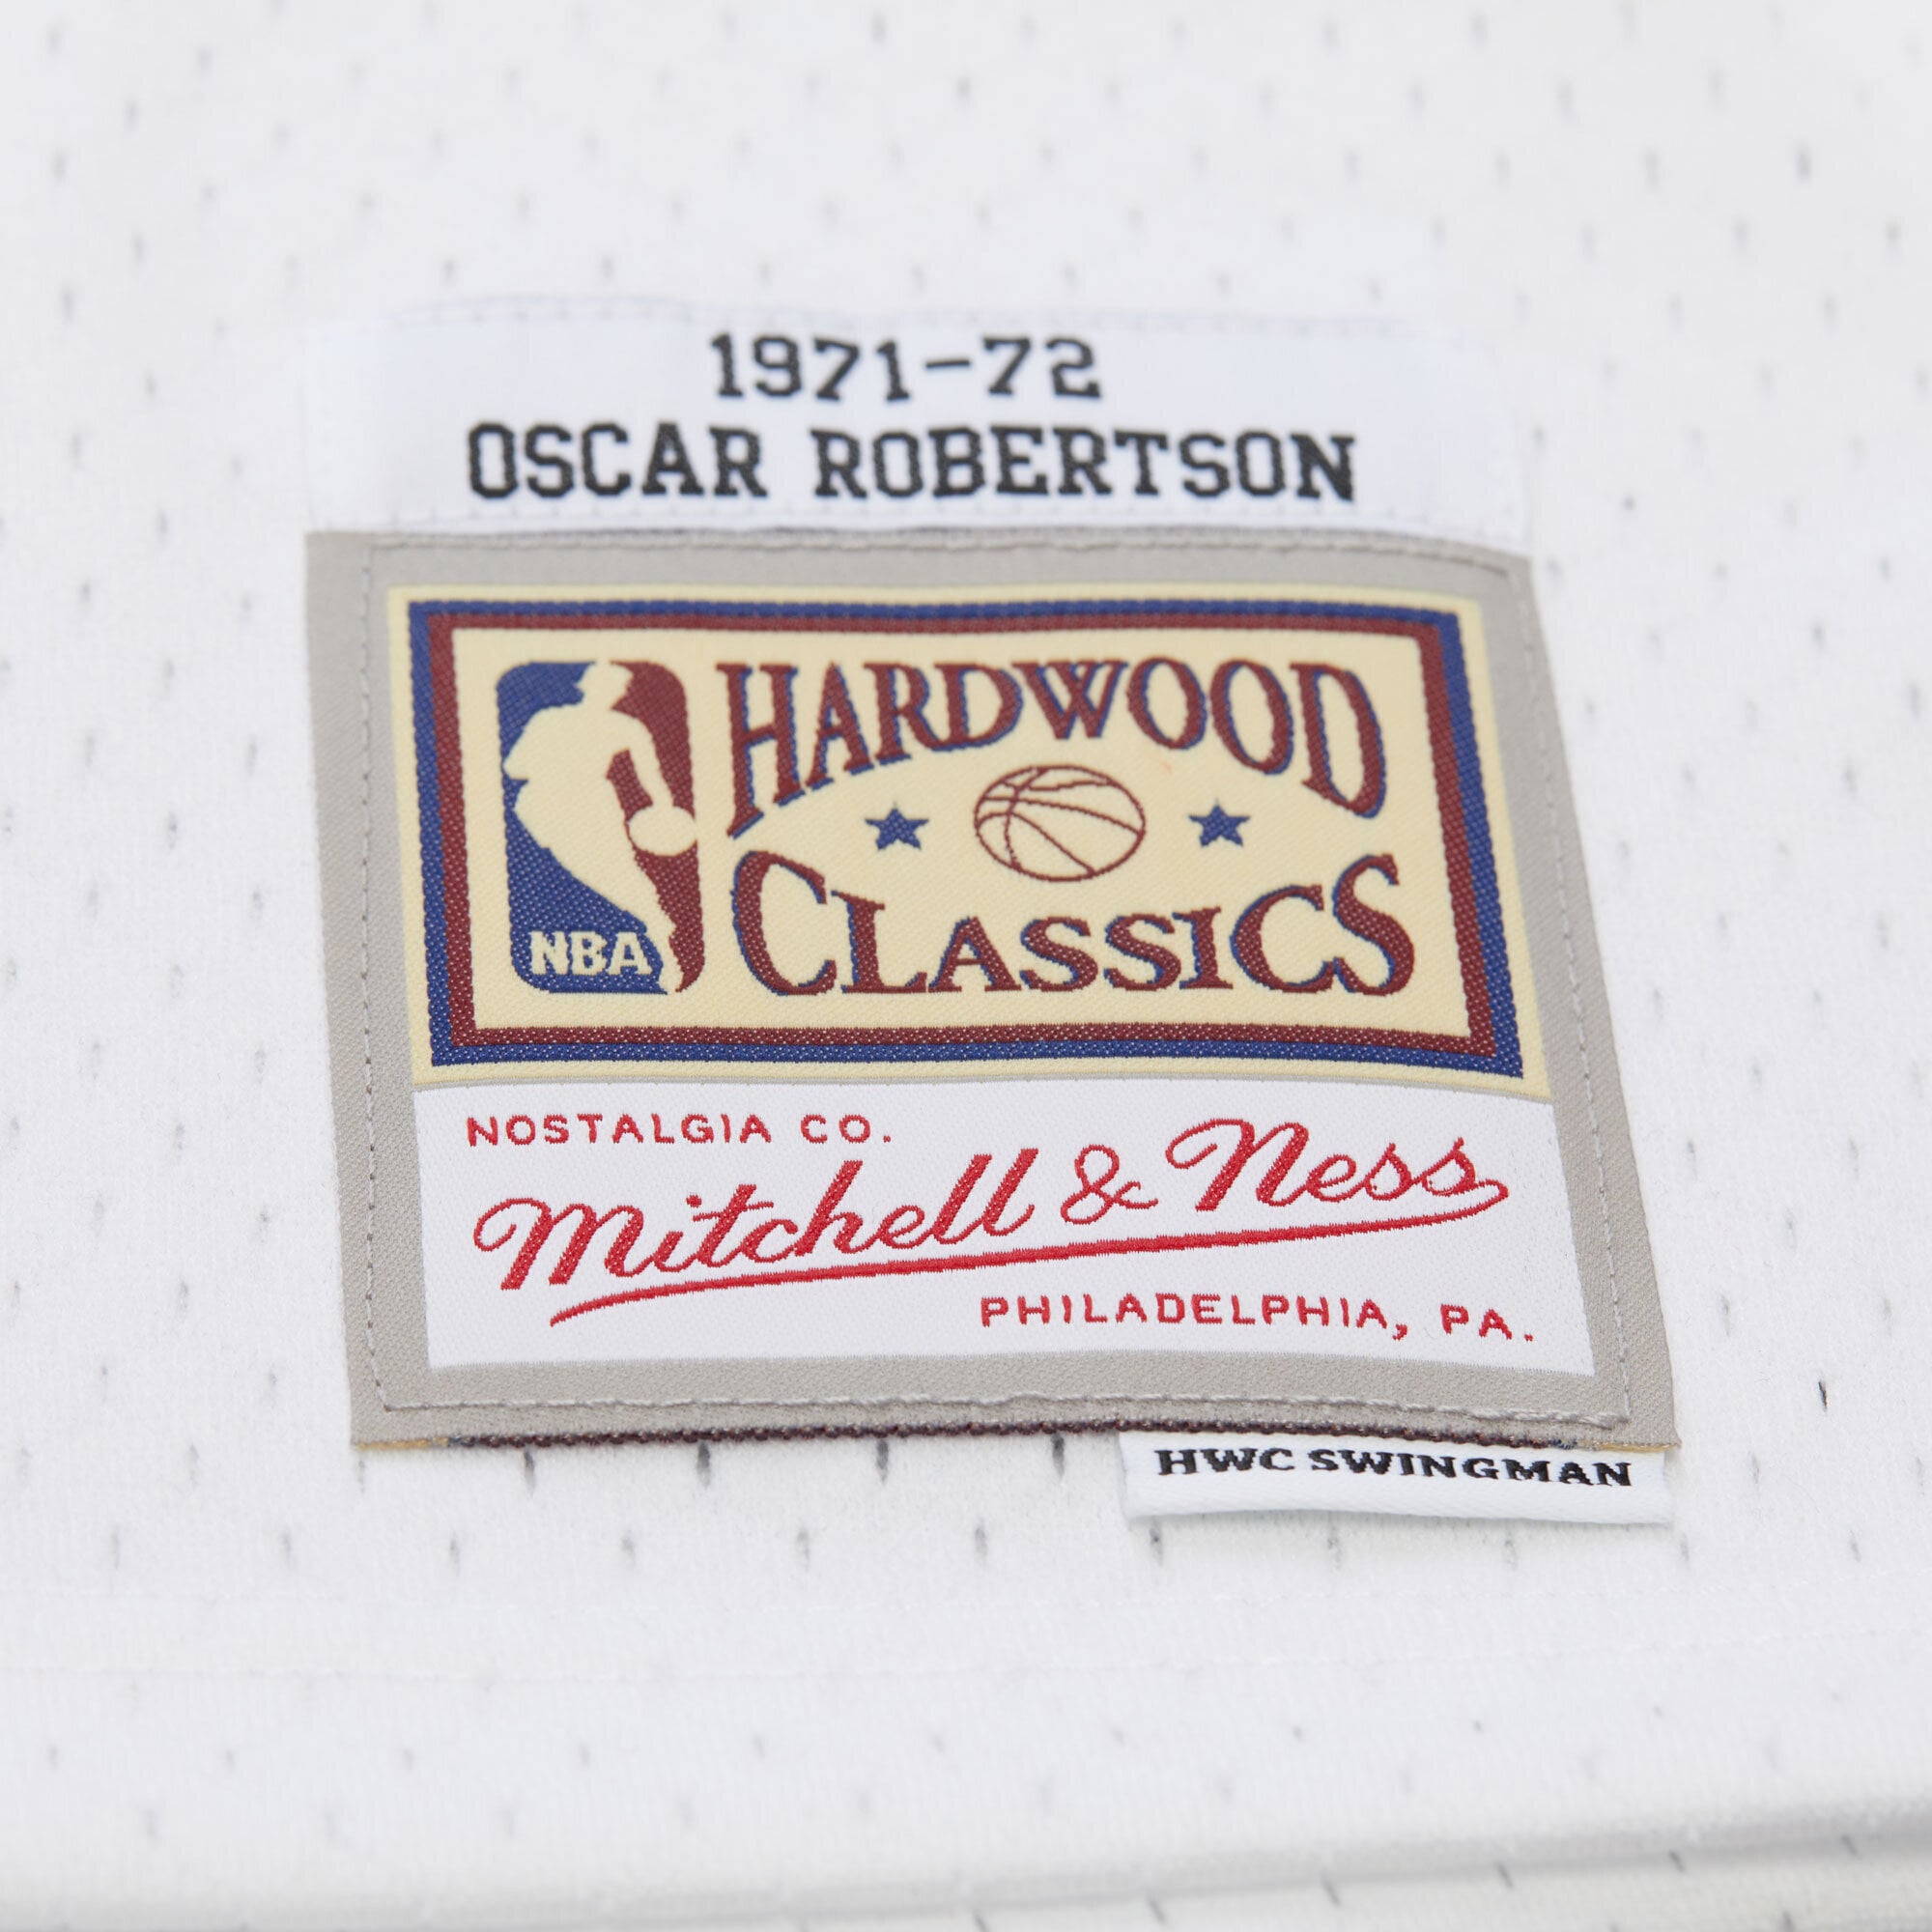 1971-72
OSCAR ROBERTSON
HARDWOOD
CLASSICS
NBA
NOSTALGIA CO.
Mitchell & Ness
PHILADELPHIA, PA.
HWC SWINGMAN